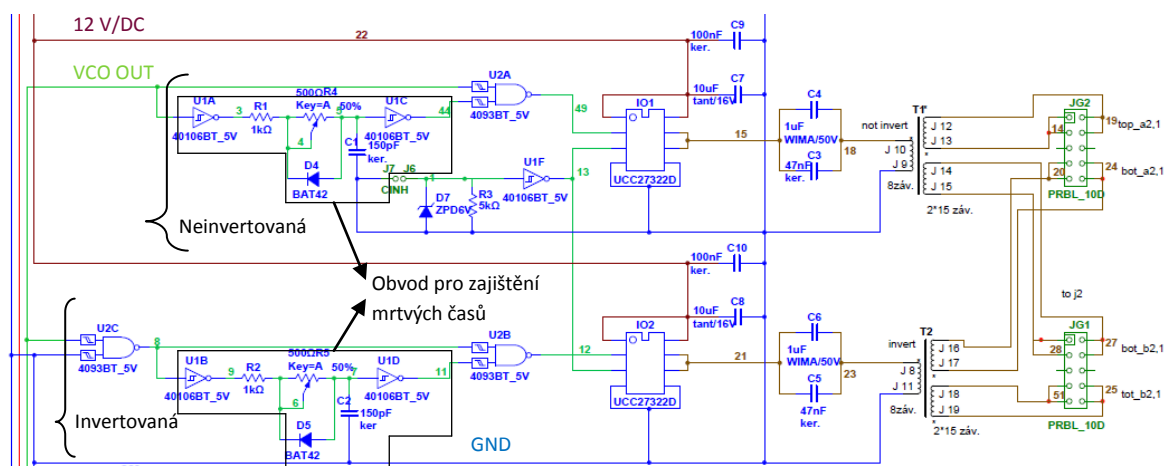 12 V/DC
22
C9
100nF
ker.
VCO OUT
U2A
4093BT_5V
49
C7
10uF
tant/16V
U1A
40106BT_5V
3
R1
1kΩ
500ΩR4
Key=A
50%
5
4
U1C
40106BT_5V
44
D4
BAT42
C1
150pF
ker.
J7
J6
CINH
1
D7
ZPD6V
R3
5kΩ
U1F
40106BT_5V
13
IO1
UCC27322D
15
C4
1uF
WIMA/50V
C3
47nF
ker.
18
T1'
not invert
J 12
J 13
J 10
J 9
J 14
J 15
8záv.
2*15 záv.
*
*
JG2
19
top_a2,1
14
20
24
bot_a2,1
PRBL_10D
Neinvertovaná
Obvod pro zajištění
mrtvých časů
C10
100nF
ker.
C8
10uF
tant/16V
U2C
4093BT_5V
8
U2B
4093BT_5V
12
U1B
40106BT_5V
9
R2
1kΩ
500ΩR5
Key=A
50%
7
6
U1D
40106BT_5V
11
D5
BAT42
C2
150pF
ker
Invertovaná
GND
IO2
UCC27322D
21
C6
1uF
WIMA/50V
C5
47nF
ker.
23
T2
invert
J 16
J 17
J 8
J 11
J 18
J 19
8záv.
2*15 záv.
*
*
to j2
JG1
27
bot_b2,1
28
51
25
tot_b2,1
PRBL_10D